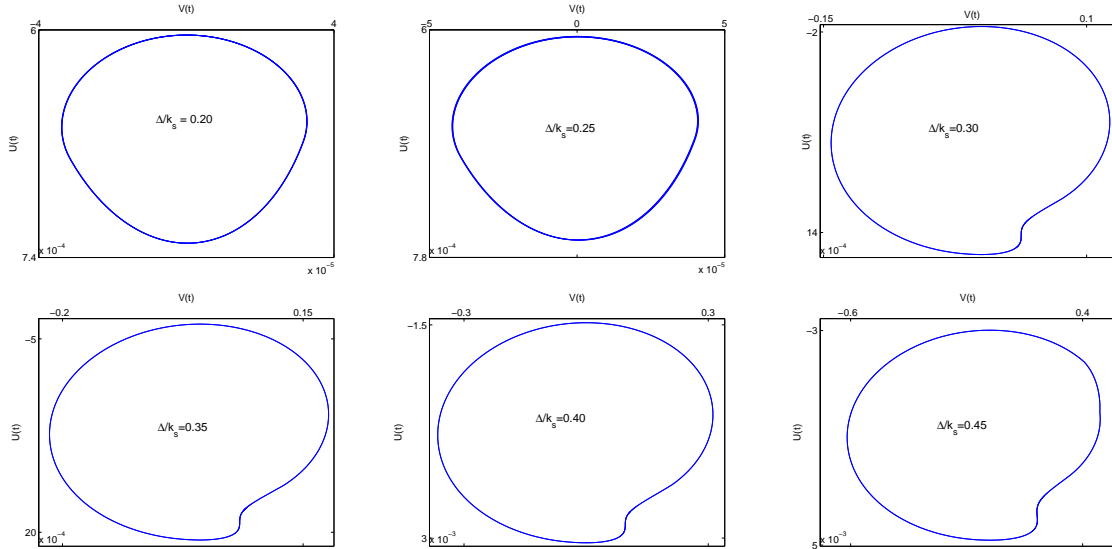 V(t)
−4 4
6
U(t)
Δ/k_s = 0.20
x 10^−4
7.4
x 10^−5
V(t)
−5 0 5
6
U(t)
Δ/k_s=0.25
x 10^−4
7.8
x 10^−5
V(t)
−0.15 0.1
−2
U(t)
Δ/k_s=0.30
14
x 10^−4
V(t)
−0.2 0.15
−5
U(t)
Δ/k_s=0.35
20
x 10^−4
V(t)
−0.3 0.3
−1.5
U(t)
Δ/k_s=0.40
3
x 10^−3
V(t)
−0.6 0.4
−3
U(t)
Δ/k_s=0.45
5
x 10^−3